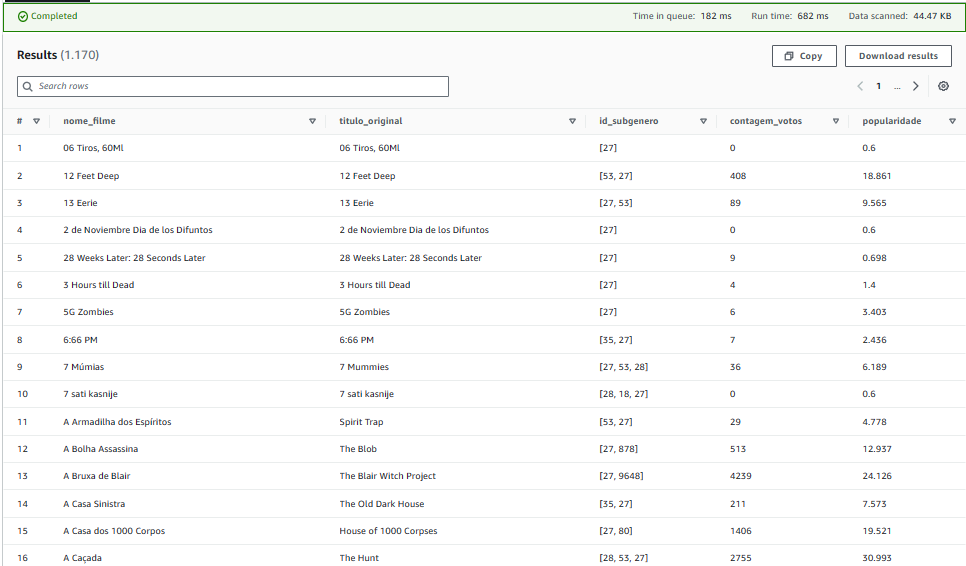 Completed Time in queue: 182 ms Run time: 682 ms Data scanned: 44.47 KB
Results (1.170) Copy Download results
Search rows 1 ...
# nome_filme titulo_original id_subgenero contagem_votos popularidade
1 06 Tiros, 60Ml 06 Tiros, 60Ml [27] 0 0.6
2 12 Feet Deep 12 Feet Deep [53, 27] 408 18.861
3 13 Eerie 13 Eerie [27, 53] 89 9.565
4 2 de Noviembre Dia de los Difuntos 2 de Noviembre Dia de los Difuntos [27] 0 0.6
5 28 Weeks Later: 28 Seconds Later 28 Weeks Later: 28 Seconds Later [27] 9 0.698
6 3 Hours till Dead 3 Hours till Dead [27] 4 1.4
7 5G Zombies 5G Zombies [27] 6 3.403
8 6:66 PM 6:66 PM [35, 27] 7 2.436
9 7 Múmias 7 Mummies [27, 53, 28] 36 6.189
10 7 sati kasnije 7 sati kasnije [28, 18, 27] 0 0.6
11 A Armadilha dos Espíritos Spirit Trap [53, 27] 29 4.778
12 A Bolha Assassina The Blob [27, 878] 513 12.937
13 A Bruxa de Blair The Blair Witch Project [27, 9648] 4239 24.126
14 A Casa Sinistra The Old Dark House [35, 27] 211 7.573
15 A Casa dos 1000 Corpos House of 1000 Corpses [27, 80] 1406 19.521
16 A Caçada The Hunt [28, 53, 27] 2755 30.993